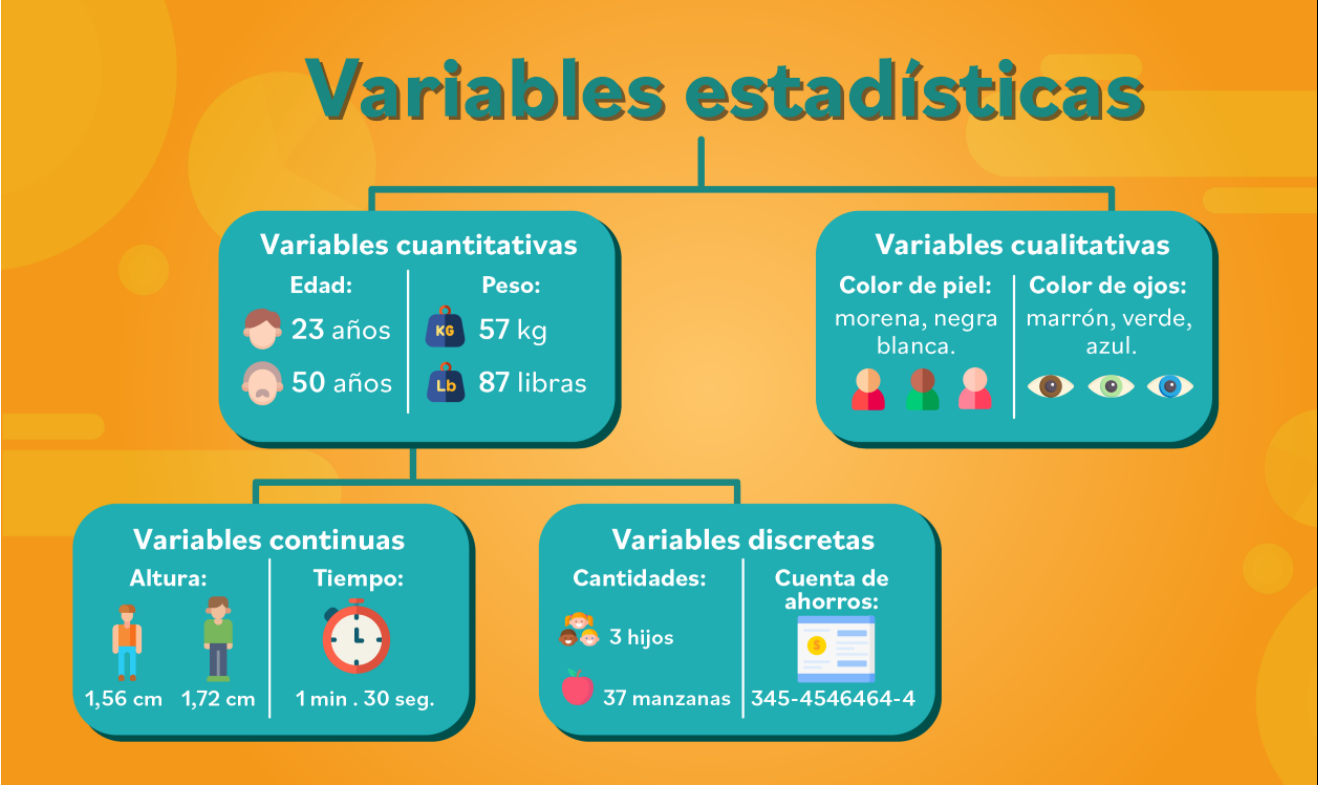 Variables estadísticas
Variables cuantitativas
Edad:
23 años
50 años
Peso:
KG
57 kg
Lb
87 libras
Variables cualitativas
Color de piel:
morena, negra
blanca.
Color de ojos:
marrón, verde,
azul.
Variables continuas
Altura:
1,56 cm
1,72 cm
Tiempo:
1 min . 30 seg.
Variables discretas
Cantidades:
3 hijos
37 manzanas
Cuenta de
ahorros:
$
345-4546464-4